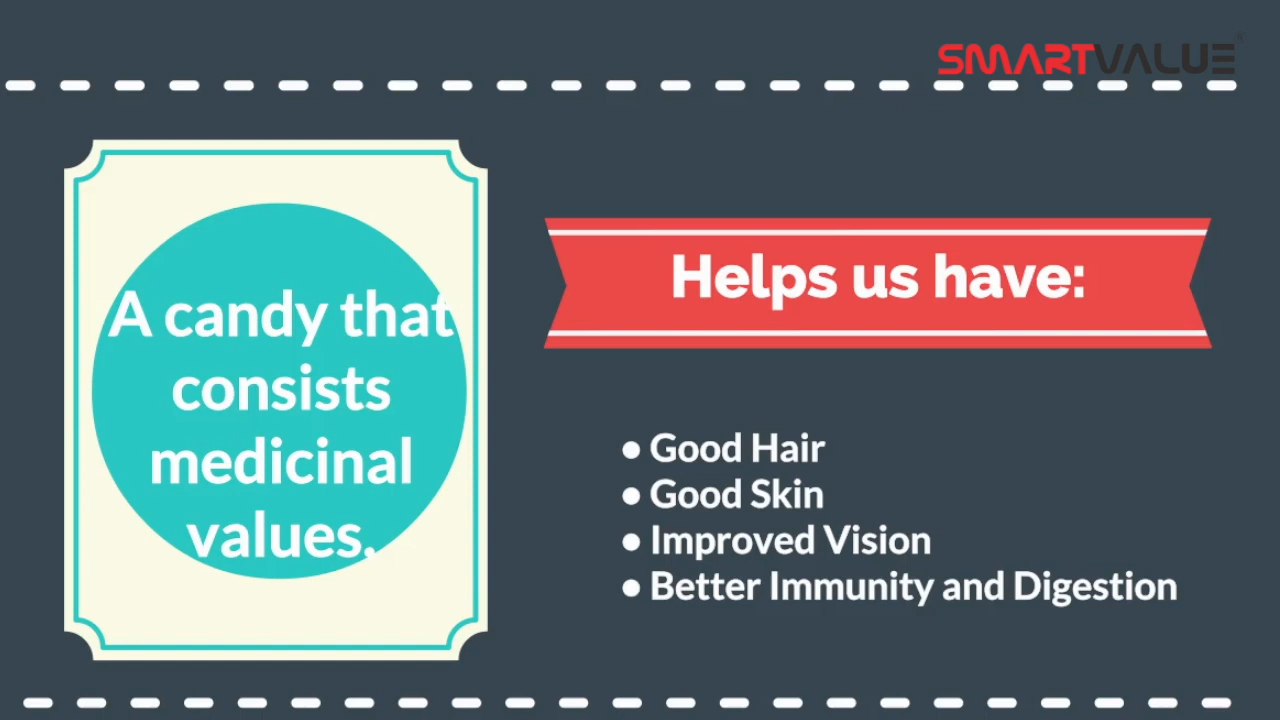 SMARTVALUE
A candy that
consists
medicinal
values.
Helps us have:
• Good Hair
• Good Skin
• Improved Vision
• Better Immunity and Digestion